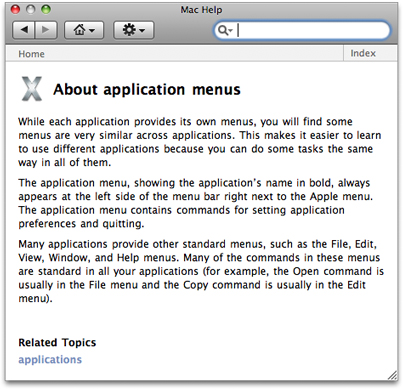 Mac Help
Home
Index
About application menus
While each application provides its own menus, you will find some
menus are very similar across applications. This makes it easier to learn
to use different applications because you can do some tasks the same
way in all of them.
The application menu, showing the application's name in bold, always
appears at the left side of the menu bar right next to the Apple menu.
The application menu contains commands for setting application
preferences and quitting.
Many applications provide other standard menus, such as the File, Edit,
View, Window, and Help menus. Many of the commands in these menus
are standard in all your applications (for example, the Open command is
usually in the File menu and the Copy command is usually in the Edit
menu).
Related Topics
applications